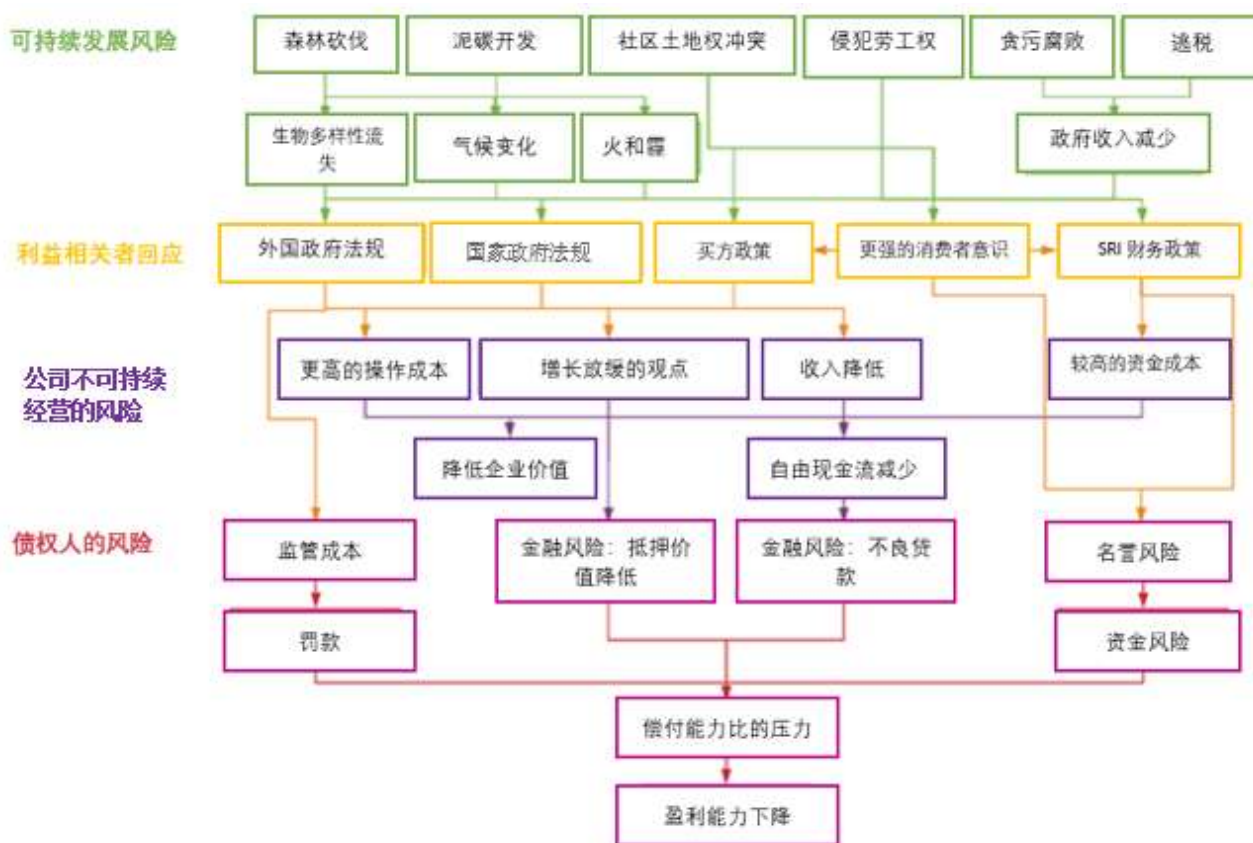 可持续发展风险
森林砍伐
泥碳开发
社区土地权冲突
侵犯劳工权
贪污腐败
逃税
生物多样性流
失
气候变化
火和霾
政府收入减少
利益相关者回应
外国政府法规
国家政府法规
买方政策
更强的消费者意识
SRI 财务政策
公司不可持续
经营的风险
更高的操作成本
增长放缓的观点
收入降低
较高的资金成本
降低企业价值
自由现金流减少
债权人的风险
监管成本
金融风险：抵押价
值降低
金融风险：不良贷
款
名誉风险
罚款
资金风险
偿付能力比的压力
盈利能力下降